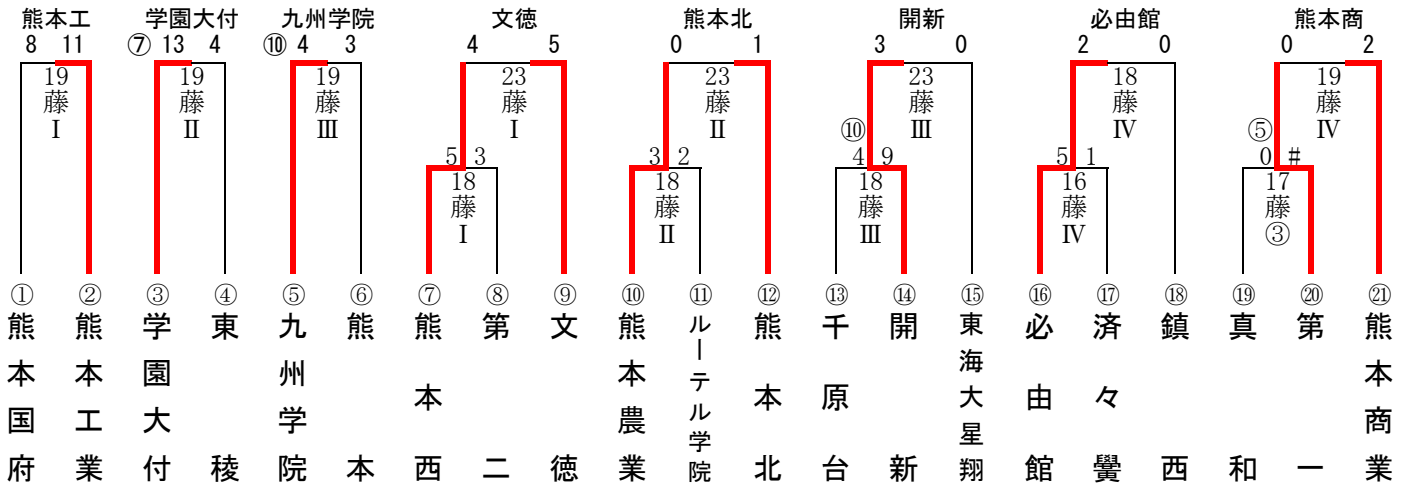 熊本工 学園大付 九州学院 文徳 熊本北 開新 必由館 熊本商
8 11 ⑦ 13 4 ⑩ 4 3 4 5 0 1 3 0 2 0 0 2
19 19 19 23 23 23 18 19
藤 藤 藤 藤 藤 藤 藤 藤
Ⅰ Ⅱ Ⅲ Ⅰ Ⅱ Ⅲ Ⅳ Ⅳ
⑩ ⑤
5 3 3 2 4 9 5 1 0 #
18 18 18 16 17
藤 藤 藤 藤 藤
Ⅰ Ⅱ Ⅲ Ⅳ ③
① ② ③ ④ ⑤ ⑥ ⑦ ⑧ ⑨ ⑩ ⑪ ⑫ ⑬ ⑭ ⑮ ⑯ ⑰ ⑱ ⑲ ⑳ ㉑
熊本国府
熊本工業
学園大付
東稜
九州学院
熊本
熊本西
第二
文徳
熊本農業
ルーテル学院
熊本北
千原台
開新
東海大星翔
必由館
済々黌
鎮西
真和
第一
熊本商業